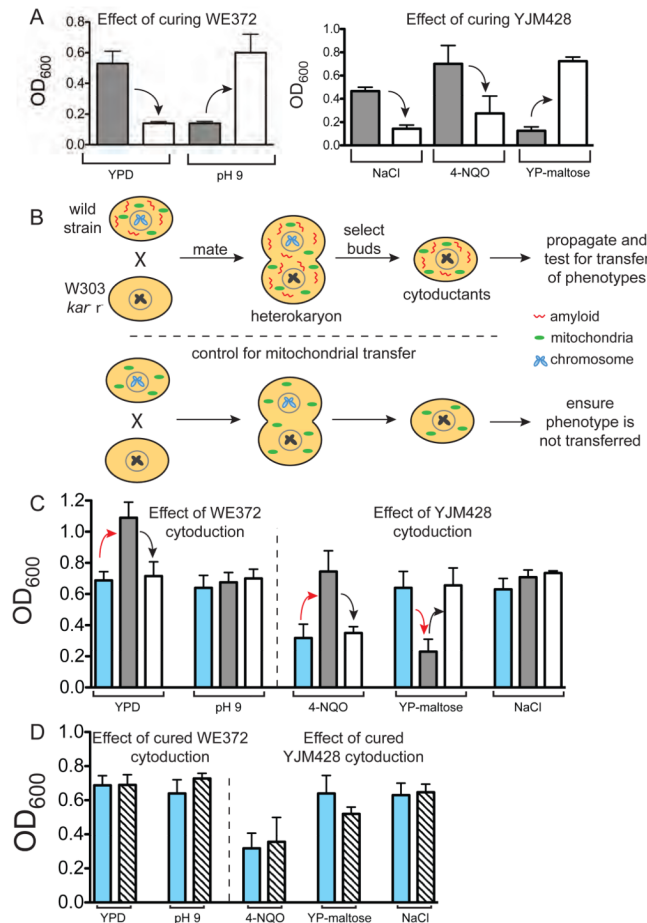 A
Effect of curing WE372
OD600
0.8
0.6
0.4
0.2
0.0
YPD
pH 9
Effect of curing YJM428
OD600
1.0
0.8
0.6
0.4
0.2
0.0
NaCl
4-NQO
YP-maltose
B
wild
strain
X
W303
kar r
mate
heterokaryon
select
buds
cytoductants
propagate and
test for transfer
of phenotypes
amyloid
mitochondria
chromosome
control for mitochondrial transfer
X
ensure
phenotype is
not transferred
C
Effect of WE372
cytoduction
Effect of YJM428
cytoduction
OD600
1.2
1.0
0.8
0.6
0.4
0.2
0.0
YPD
pH 9
4-NQO
YP-maltose
NaCl
D
Effect of cured WE372
cytoduction
Effect of cured
YJM428 cytoduction
OD600
1.0
0.8
0.6
0.4
0.2
0.0
YPD
pH 9
4-NQO
YP-maltose
NaCl